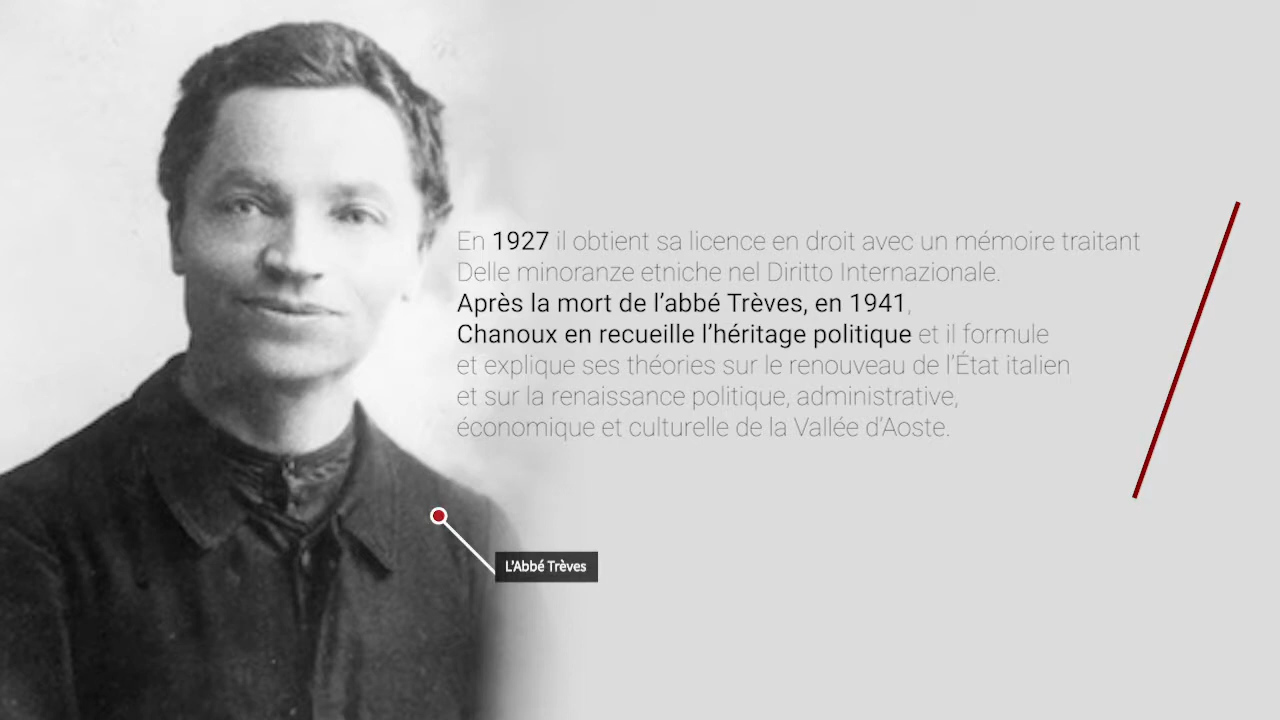 En 1927 il obtient sa licence en droit avec un mémoire traitant
Delle minoranze etniche nel Diritto Internazionale.
Après la mort de l’abbé Trèves, en 1941,
Chanoux en recueille l’héritage politique et il formule
et explique ses théories sur le renouveau de l’État italien
et sur la renaissance politique, administrative,
économique et culturelle de la Vallée d’Aoste.
L’Abbé Trèves